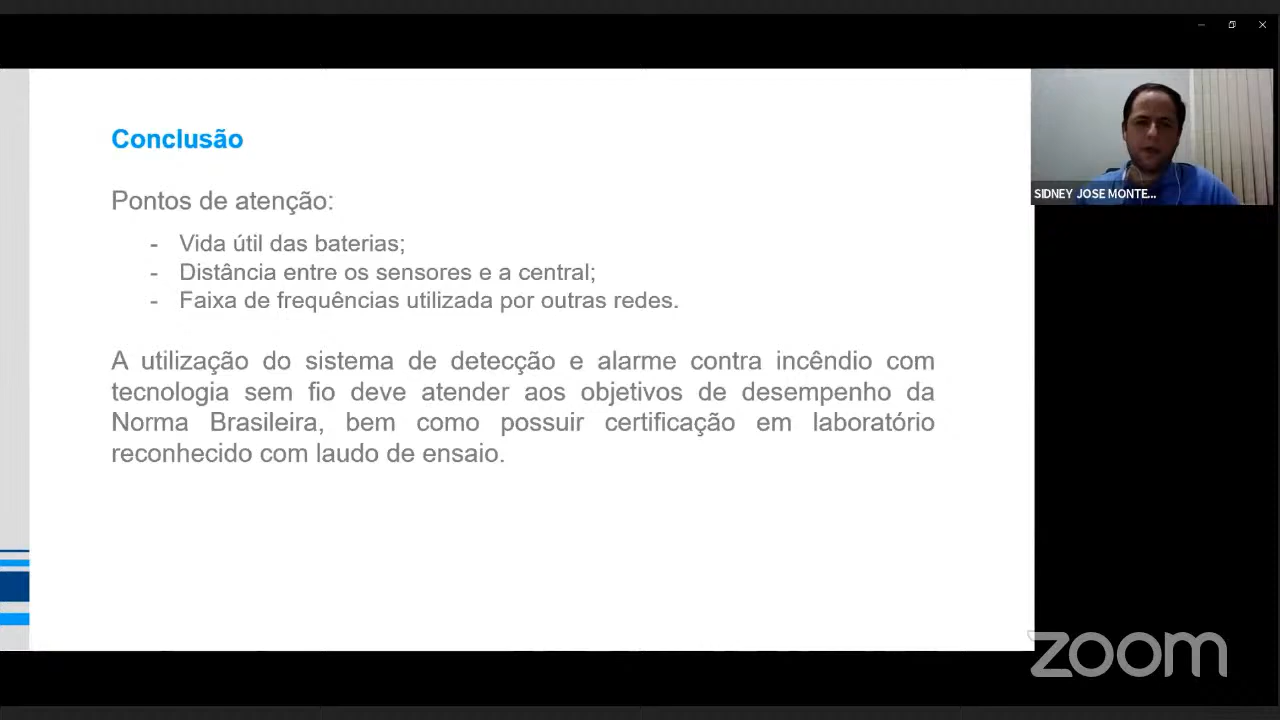 Conclusão
Pontos de atenção:
- Vida útil das baterias;
- Distância entre os sensores e a central;
- Faixa de frequências utilizada por outras redes.
A utilização do sistema de detecção e alarme contra incêndio com
tecnologia sem fio deve atender aos objetivos de desempenho da
Norma Brasileira, bem como possuir certificação em laboratório
reconhecido com laudo de ensaio.
SIDNEY JOSE MONTE...
zoom